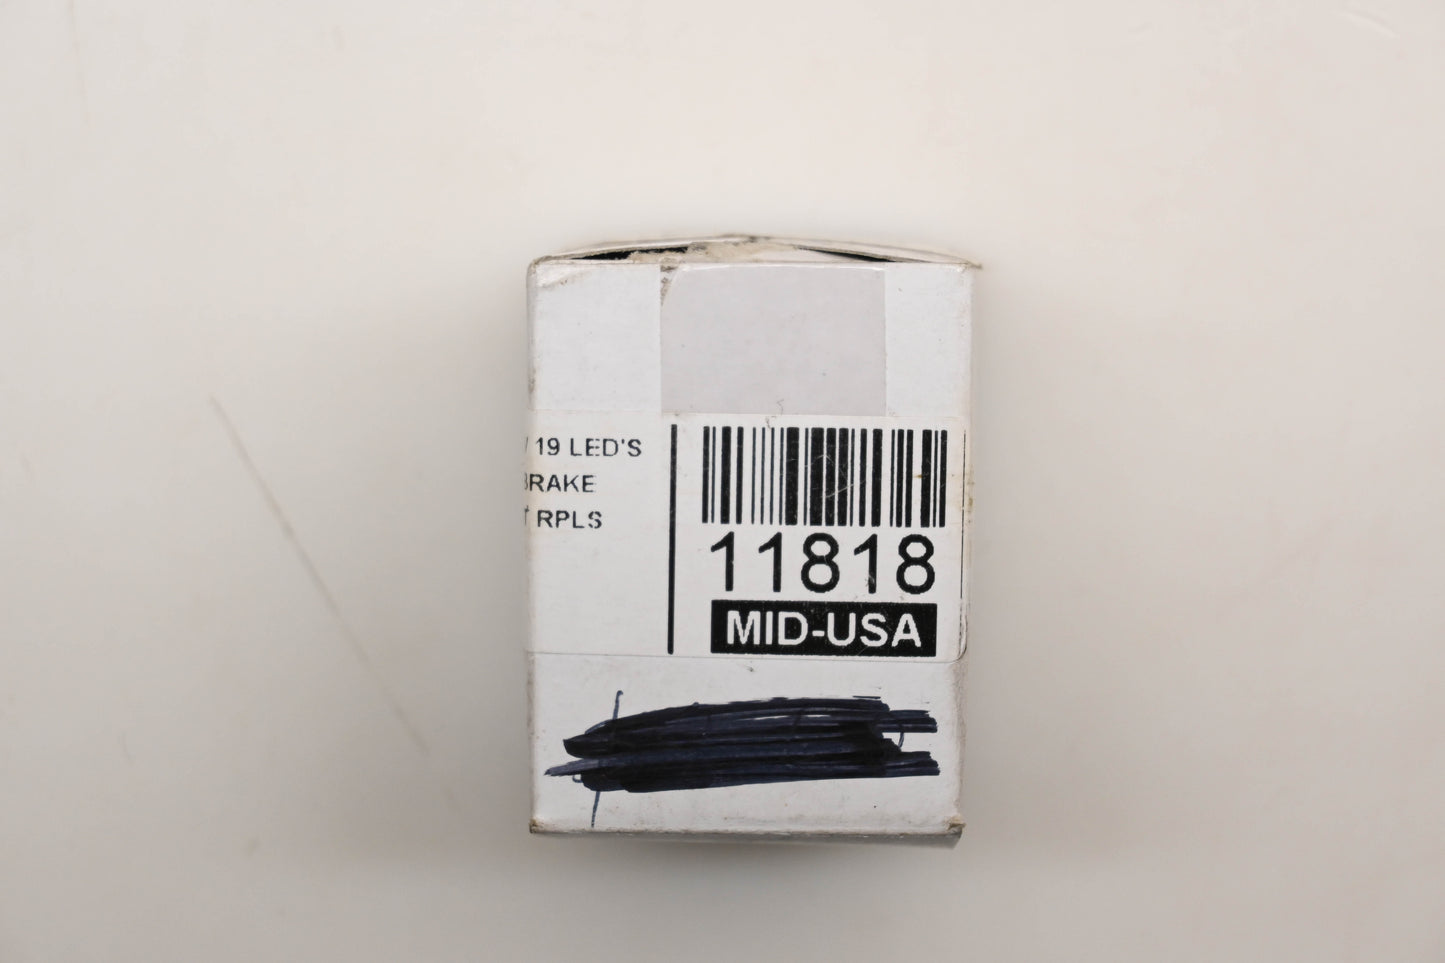 / 19 LED'S
BRAKE
T RPLS
11818
MID-USA